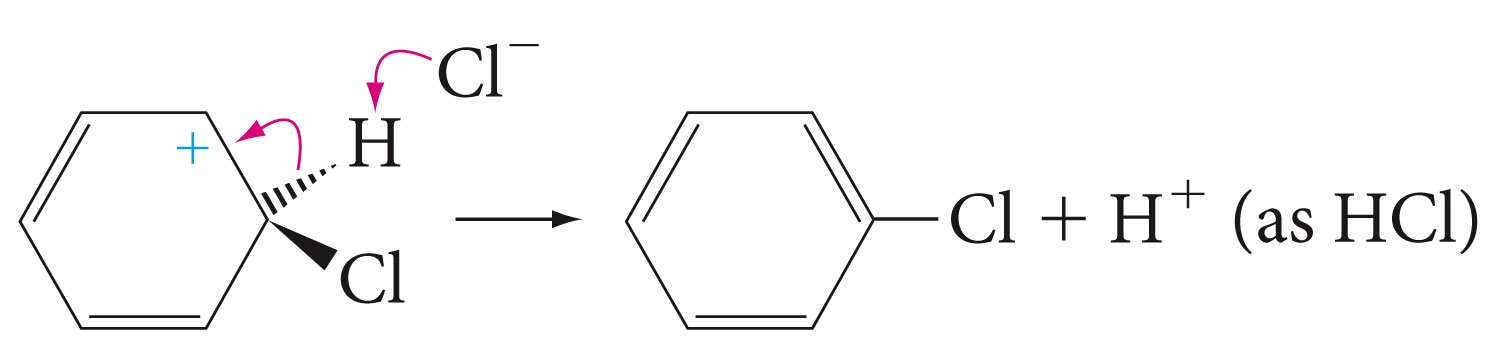 Cl⁻
+ H
Cl
Cl + H⁺ (as HCl)